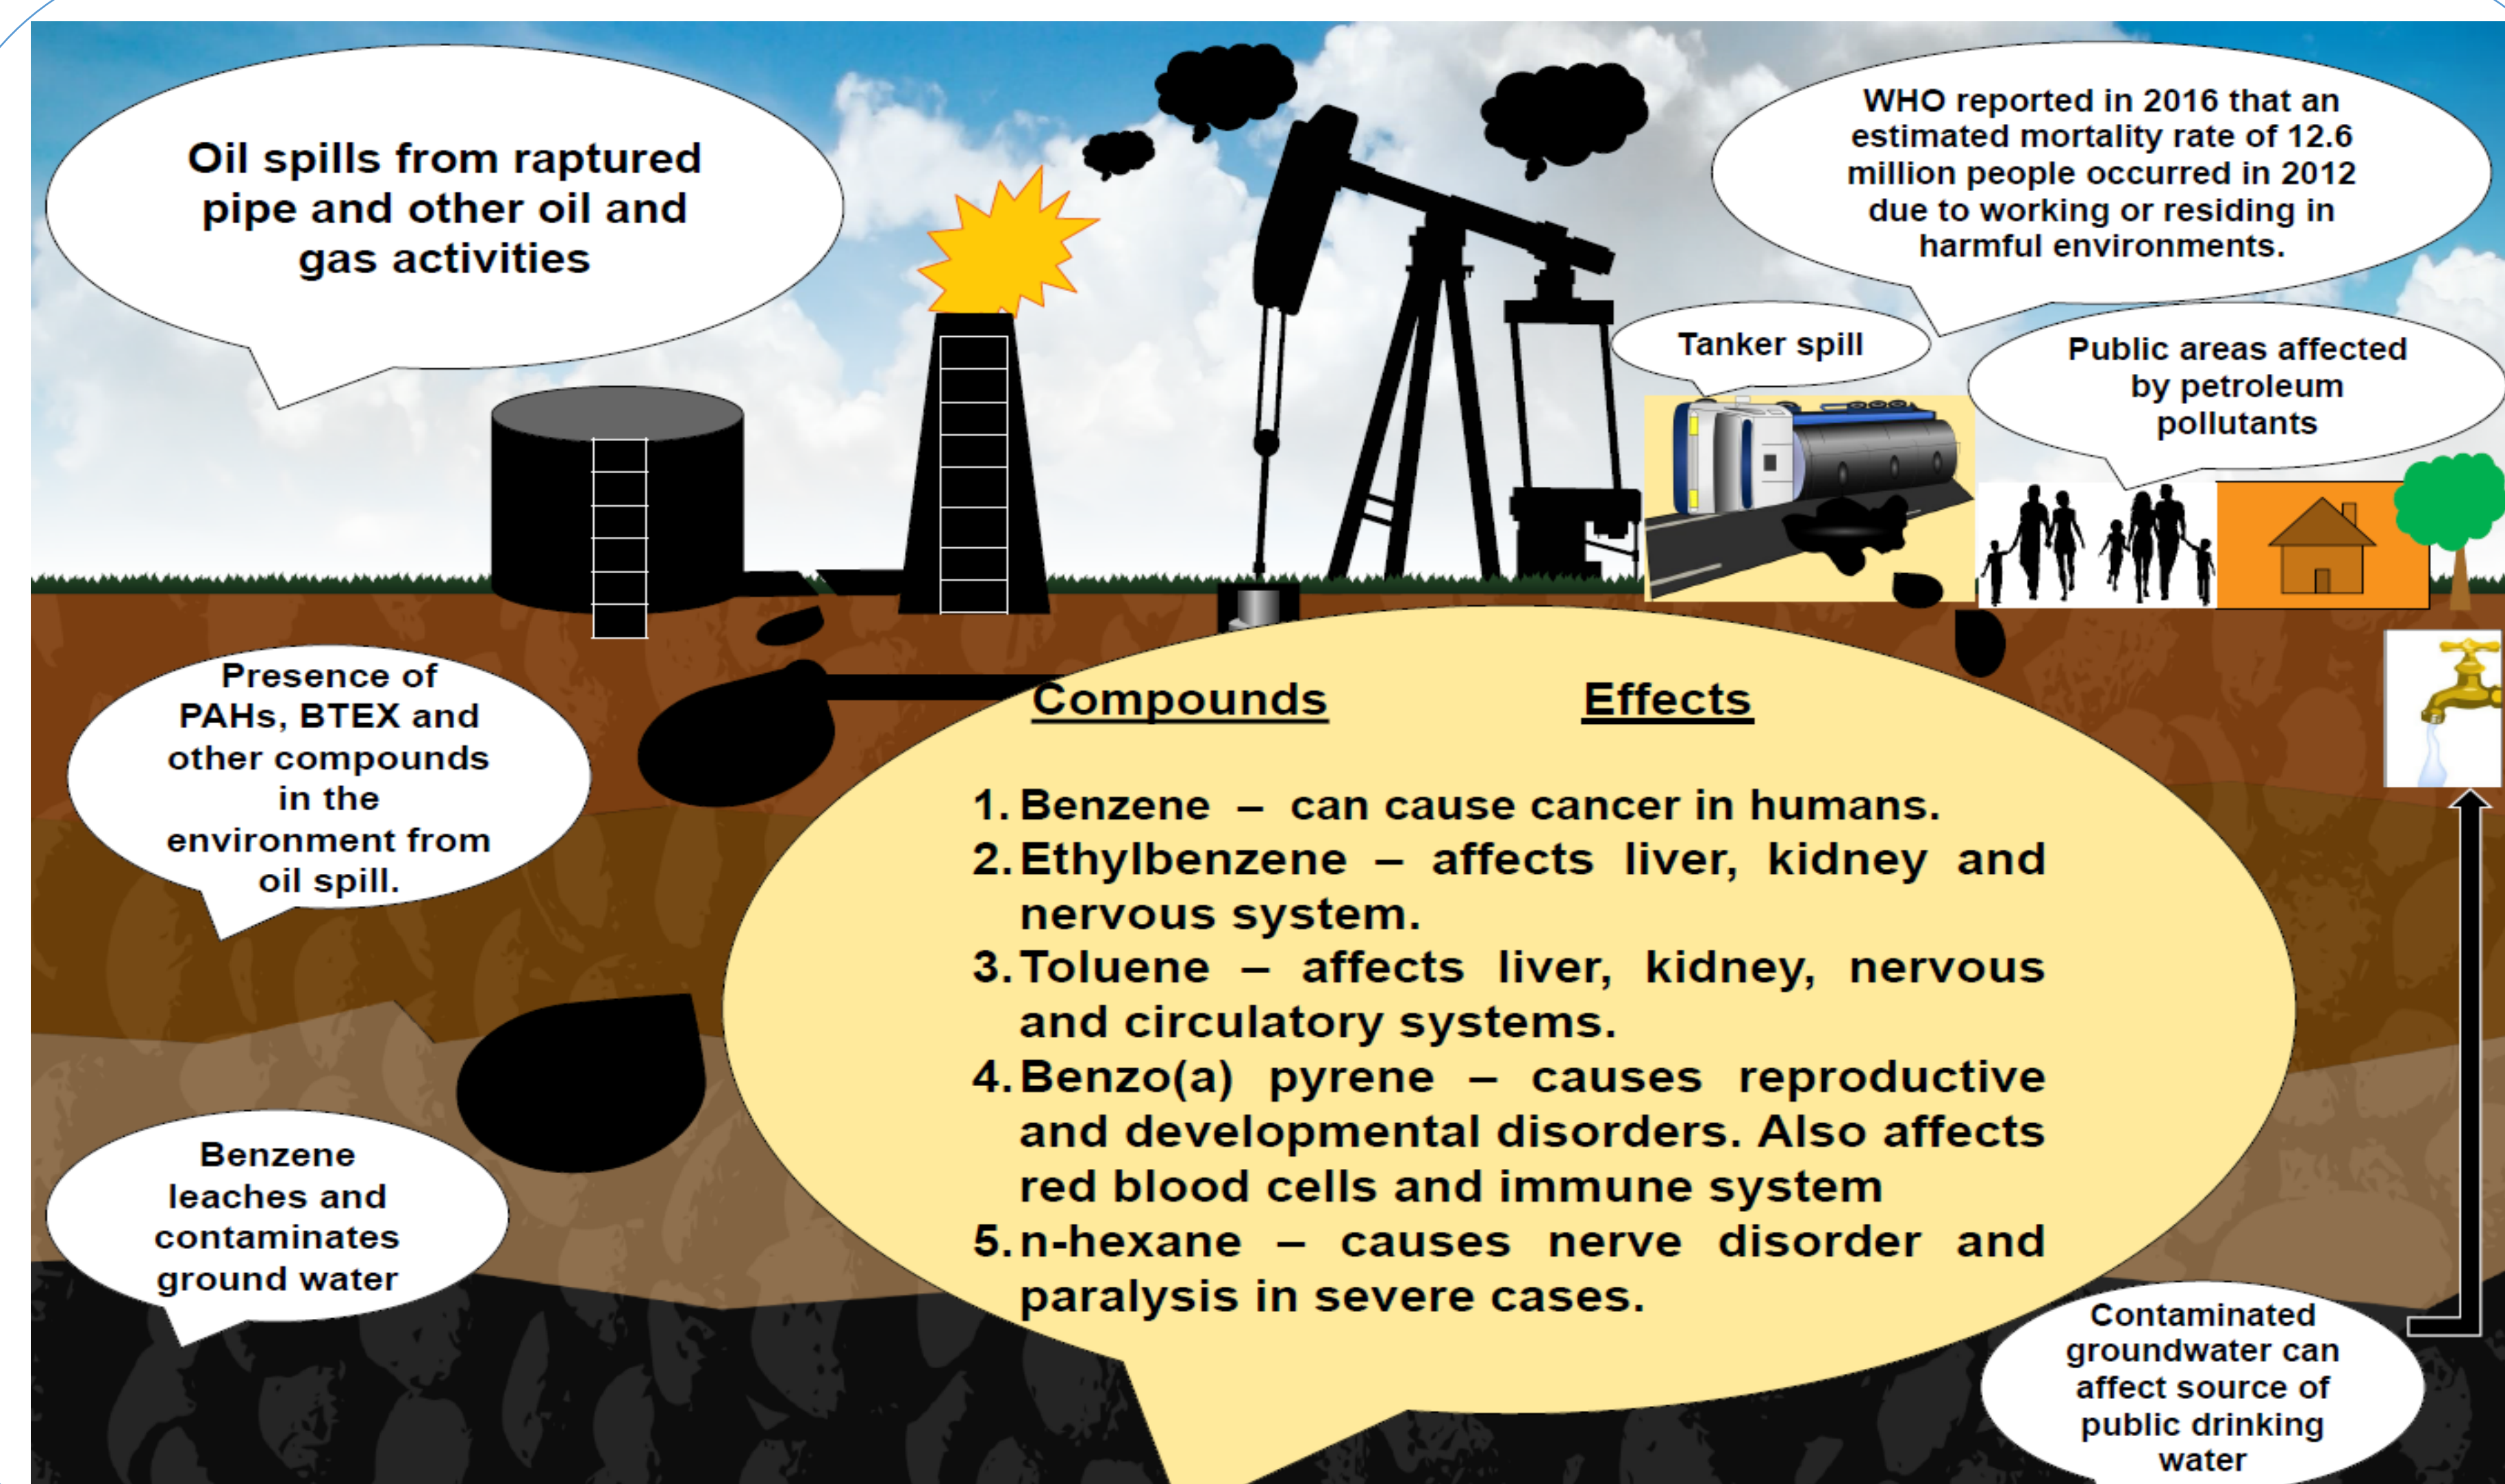 Oil spills from raptured
pipe and other oil and
gas activities
WHO reported in 2016 that an
estimated mortality rate of 12.6
million people occurred in 2012
due to working or residing in
harmful environments.
Tanker spill
Public areas affected
by petroleum
pollutants
Presence of
PAHs, BTEX and
other compounds
in the
environment from
oil spill.
Compounds Effects
1. Benzene – can cause cancer in humans.
2. Ethylbenzene – affects liver, kidney and
nervous system.
3. Toluene – affects liver, kidney, nervous
and circulatory systems.
4. Benzo(a) pyrene – causes reproductive
and developmental disorders. Also affects
red blood cells and immune system
5. n-hexane – causes nerve disorder and
paralysis in severe cases.
Benzene
leaches and
contaminates
ground water
Contaminated
groundwater can
affect source of
public drinking
water